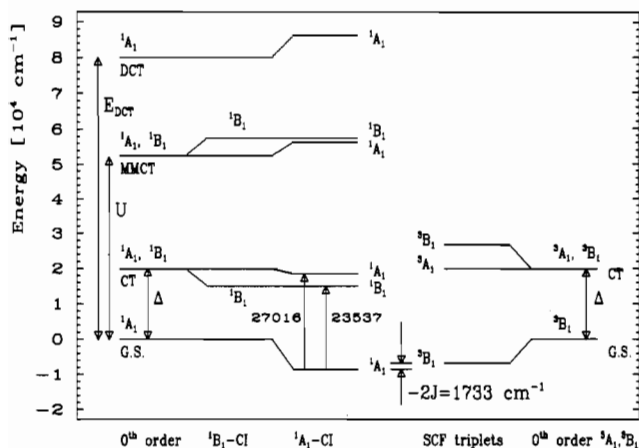 Energy [10⁴ cm⁻¹]
9
8
7
6
5
4
3
2
1
0
−1
−2
¹A₁
DCT
¹A₁
E_DCT
¹A₁, ¹B₁
MMCT
¹B₁
¹B₁
¹A₁
U
¹A₁, ¹B₁
CT
¹B₁
¹A₁
¹B₁
Δ
27016
23537
¹A₁
G.S.
¹A₁
³B₁
³A₁
³A₁, ³B₁
CT
Δ
³B₁
³B₁
G.S.
−2J=1733 cm⁻¹
0ᵗʰ order
¹B₁−CI
¹A₁−CI
SCF triplets
0ᵗʰ order ³A₁,³B₁